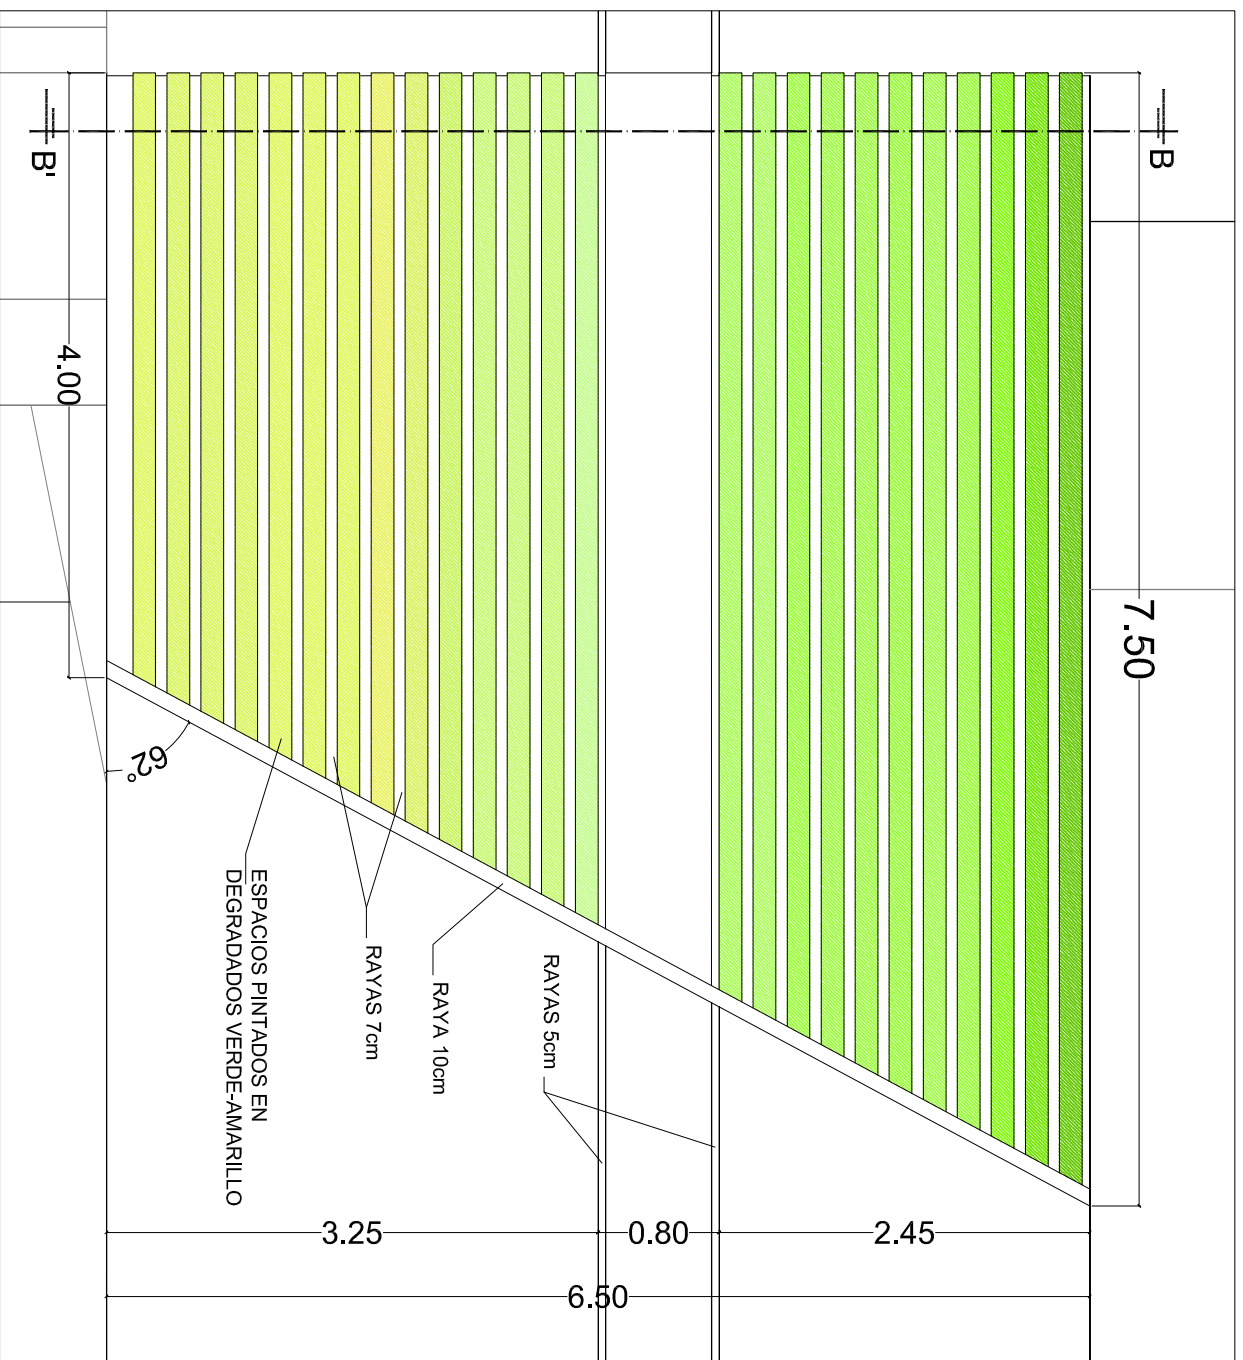 B'
B
4.00
7.50
62°
ESPACIOS PINTADOS EN
DEGRADADOS VERDE-AMARILLO
RAYAS 7cm
RAYA 10cm
RAYAS 5cm
3.25
0.80
2.45
6.50